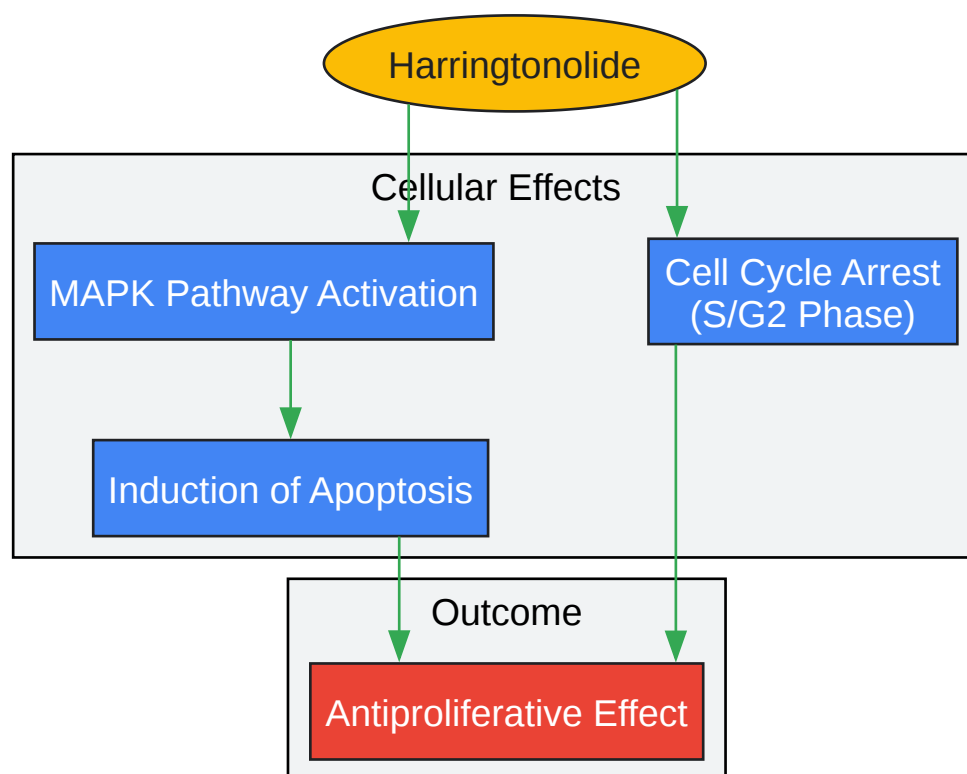 Harringtonolide
Cellular Effects
MAPK Pathway Activation
Cell Cycle Arrest
(S/G2 Phase)
Induction of Apoptosis
Outcome
Antiproliferative Effect